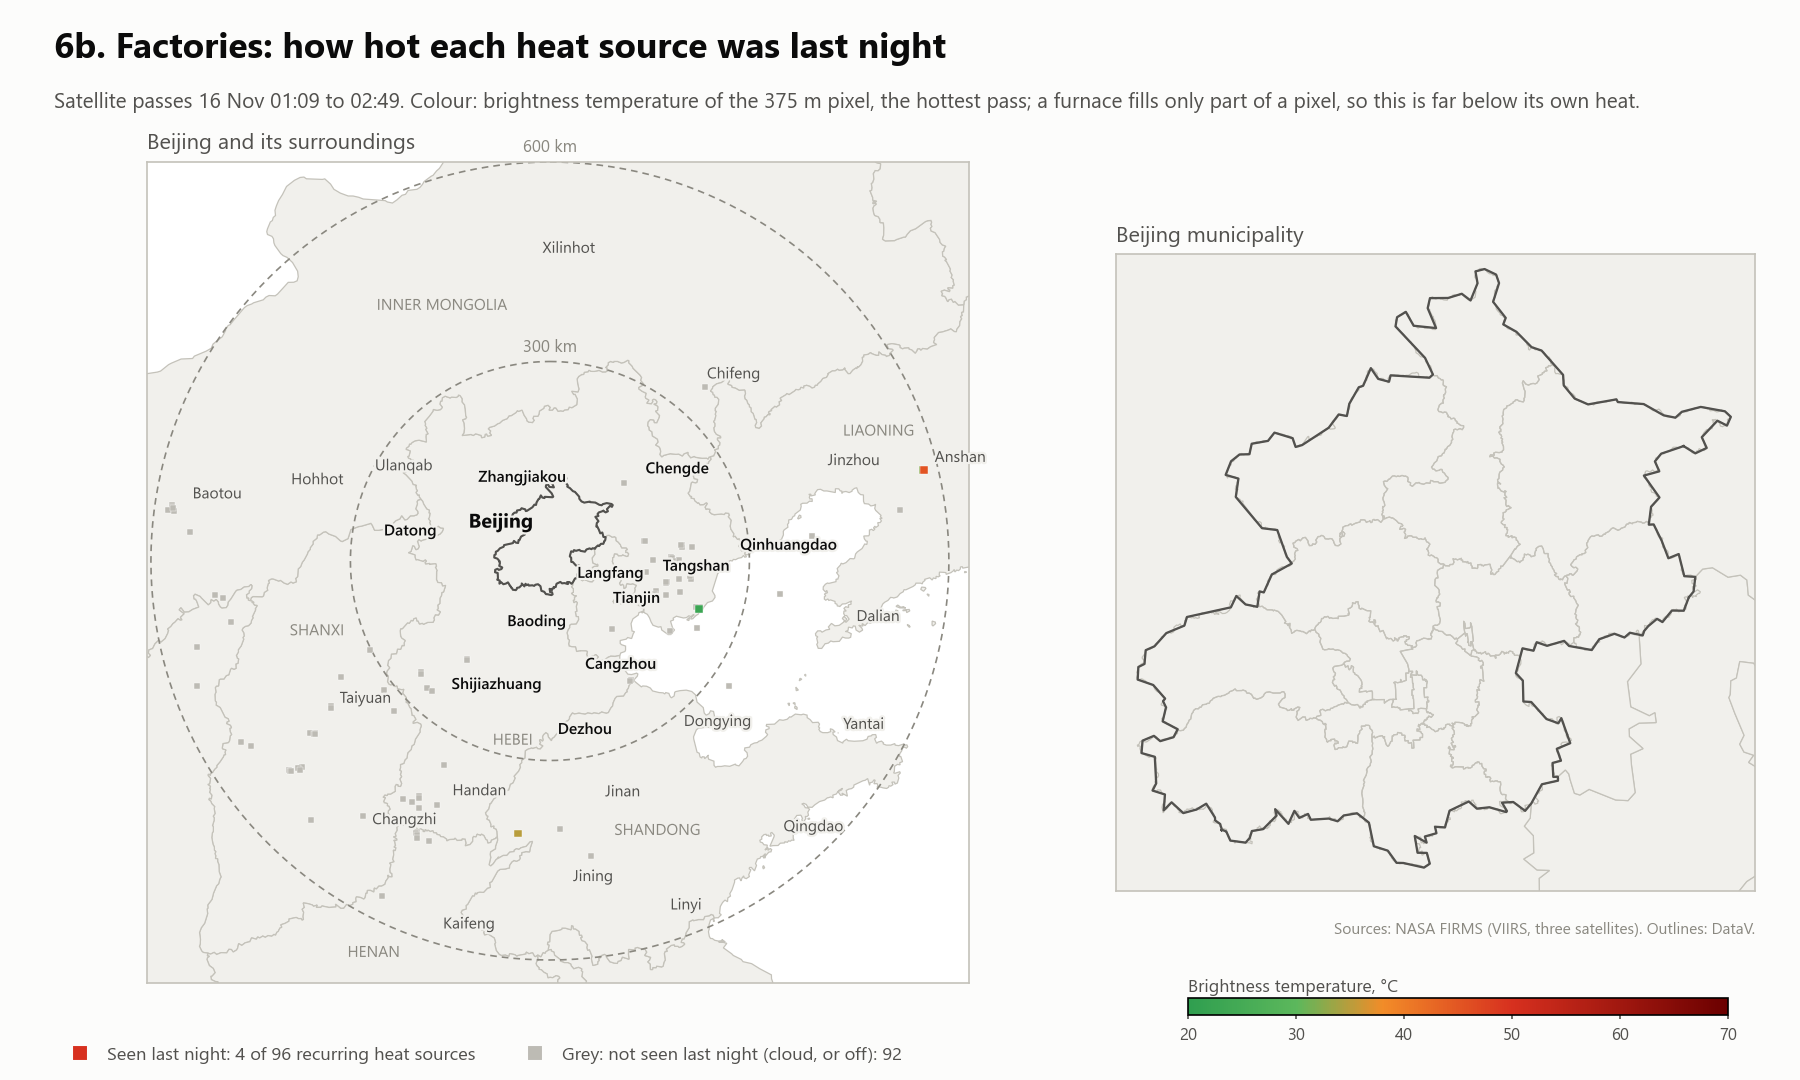 6b. Factories: how hot each heat source was last night
Satellite passes 16 Nov 01:09 to 02:49. Colour: brightness temperature of the 375 m pixel, the hottest pass; a furnace fills only part of a pixel, so this is far below its own heat.
Beijing and its surroundings
600 km
Xilinhot
INNER MONGOLIA
300 km
Chifeng
LIAONING
Anshan
Jinzhou
Ulanqab
Chengde
Zhangjiakou
Hohhot
Baotou
Beijing
Datong
Qinhuangdao
Tangshan
Langfang
Tianjin
Dalian
Baoding
SHANXI
Cangzhou
Shijiazhuang
Taiyuan
Dongying
Yantai
Dezhou
HEBEI
Handan
Jinan
Changzhi
SHANDONG
Qingdao
Jining
Linyi
Kaifeng
HENAN
Beijing municipality
Sources: NASA FIRMS (VIIRS, three satellites). Outlines: DataV.
Brightness temperature, °C
20 30 40 50 60 70
Seen last night: 4 of 96 recurring heat sources
Grey: not seen last night (cloud, or off): 92